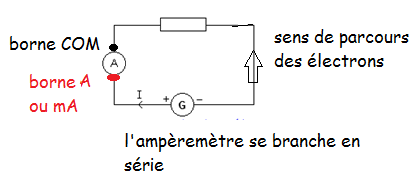 borne COM
A
borne A
ou mA
I
+ G −
sens de parcours
des électrons
l'ampèremètre se branche en
série